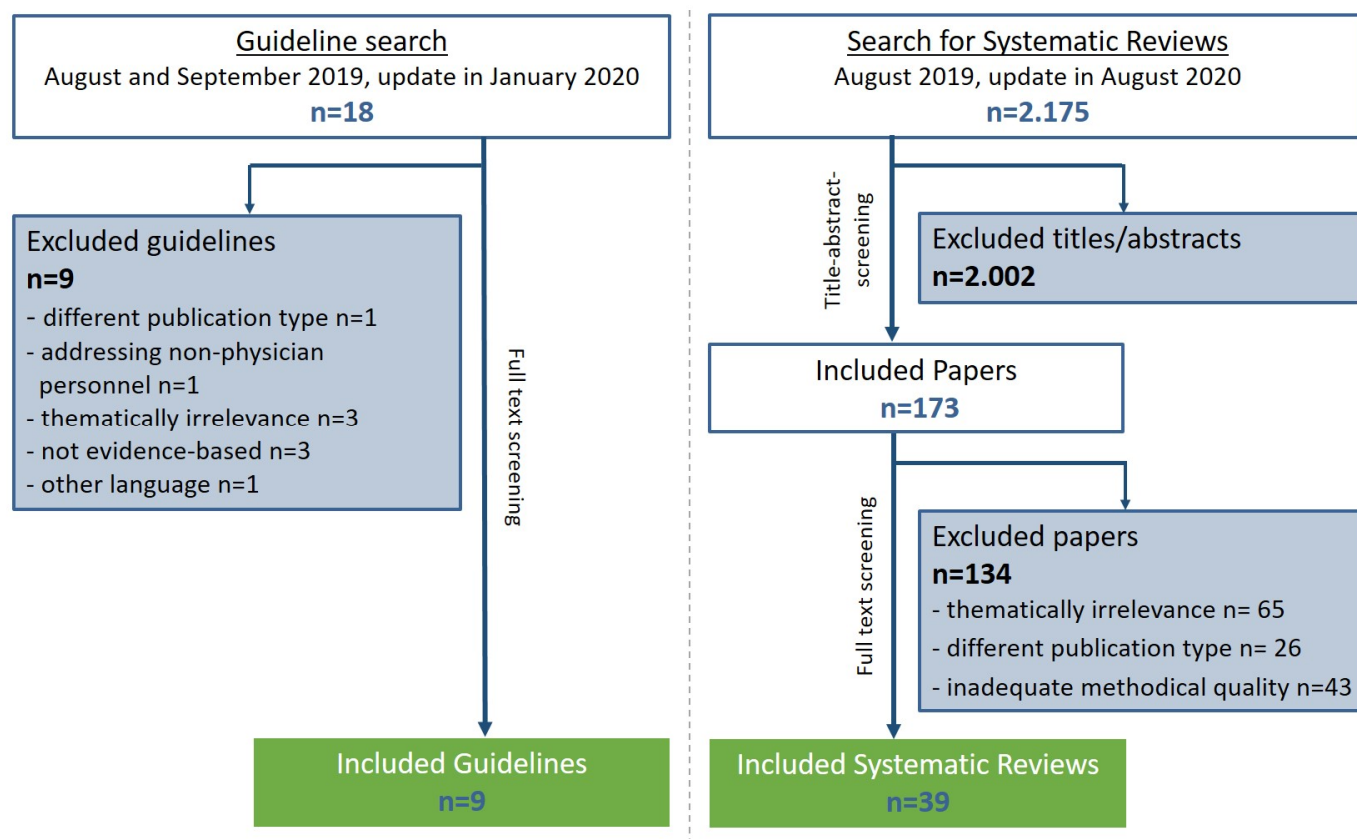 Guideline search
August and September 2019, update in January 2020
n=18
Excluded guidelines
n=9
- different publication type n=1
- addressing non-physician
personnel n=1
- thematically irrelevance n=3
- not evidence-based n=3
- other language n=1
Full text screening
Included Guidelines
n=9
Search for Systematic Reviews
August 2019, update in August 2020
n=2.175
Title-abstract-
screening
Excluded titles/abstracts
n=2.002
Included Papers
n=173
Full text screening
Excluded papers
n=134
- thematically irrelevance n= 65
- different publication type n= 26
- inadequate methodical quality n=43
Included Systematic Reviews
n=39